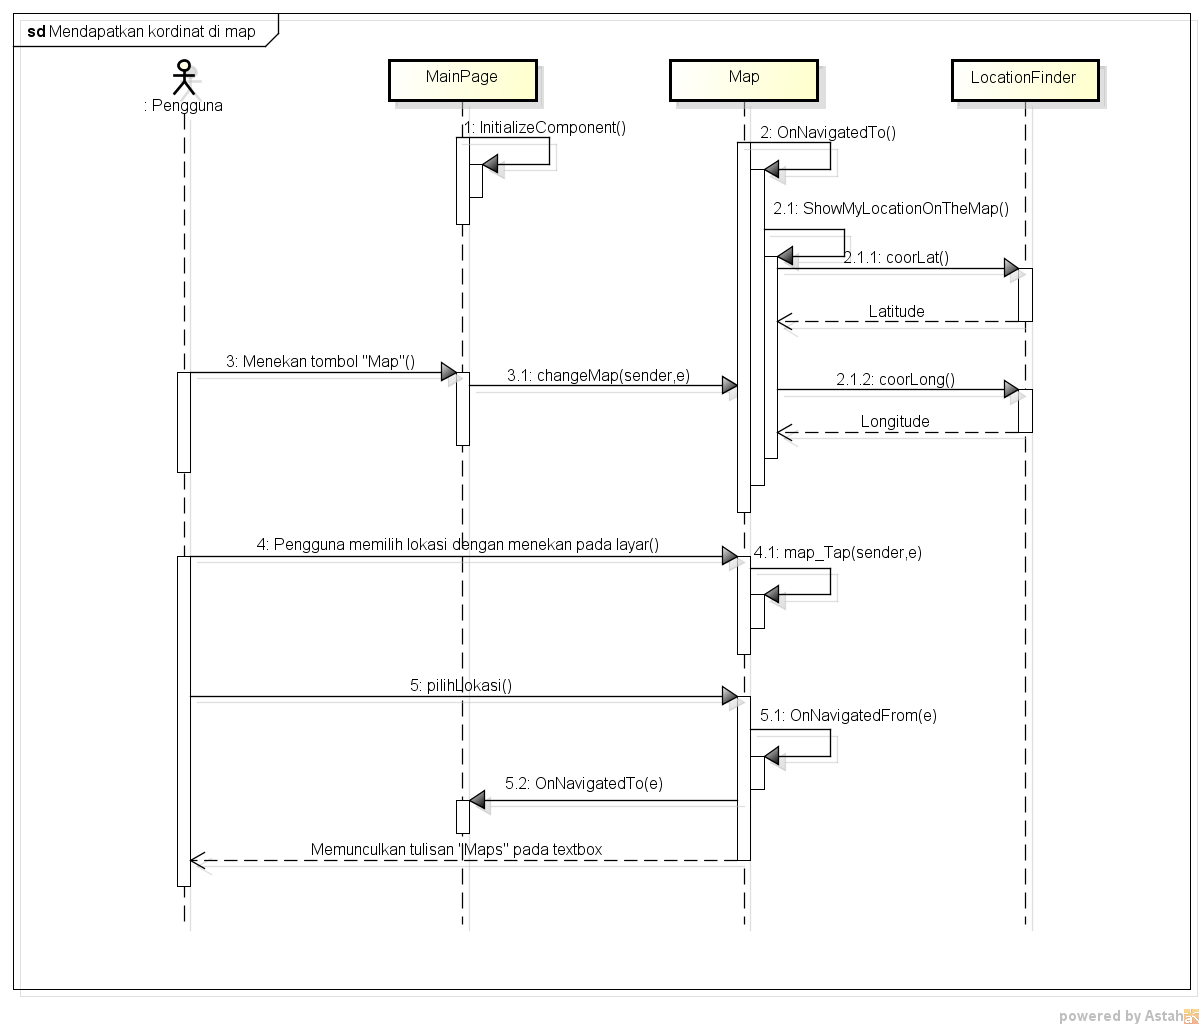 sd Mendapatkan kordinat di map
: Pengguna
MainPage
Map
LocationFinder
1: InitializeComponent()
2: OnNavigatedTo()
2.1: ShowMyLocationOnTheMap()
2.1.1: coorLat()
Latitude
3: Menekan tombol "Map"()
3.1: changeMap(sender,e)
2.1.2: coorLong()
Longitude
4: Pengguna memilih lokasi dengan menekan pada layar()
4.1: map_Tap(sender,e)
5: pilihLokasi()
5.1: OnNavigatedFrom(e)
5.2: OnNavigatedTo(e)
Memunculkan tulisan "Maps" pada textbox
powered by Astah